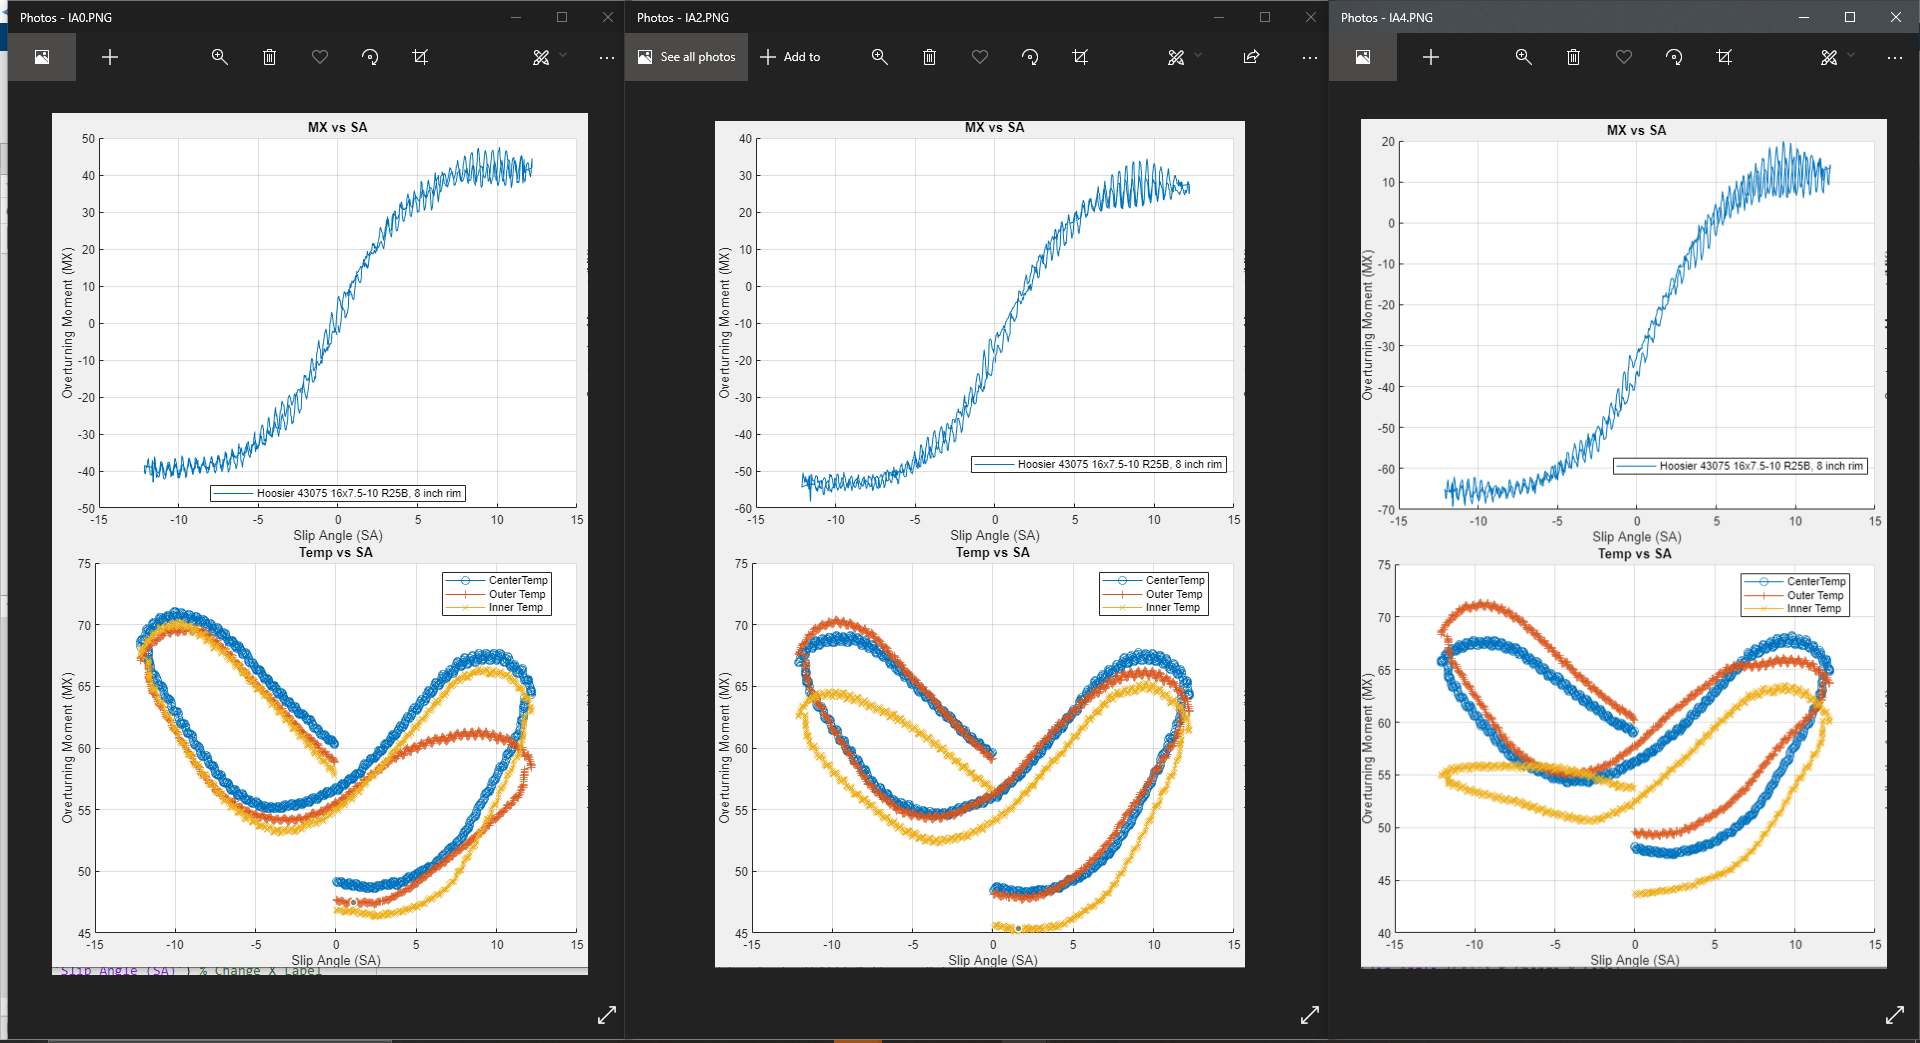 Photos - IA0.PNG
MX vs SA
50
40
30
20
10
0
-10
-20
-30
-40
-50
Overturning Moment (MX)
Hoosier 43075 16x7.5-10 R25B, 8 inch rim
-15 -10 -5 0 5 10 15
Slip Angle (SA)
Temp vs SA
75
70
65
60
55
50
45
Overturning Moment (MX)
CenterTemp
Outer Temp
Inner Temp
-15 -10 -5 0 5 10 15
Slip Angle (SA)
Slip Angle (SA)') % Change X Label
Photos - IA2.PNG
See all photos Add to
MX vs SA
40
30
20
10
0
-10
-20
-30
-40
-50
-60
Overturning Moment (MX)
Hoosier 43075 16x7.5-10 R25B, 8 inch rim
-15 -10 -5 0 5 10 15
Slip Angle (SA)
Temp vs SA
75
70
65
60
55
50
45
Overturning Moment (MX)
CenterTemp
Outer Temp
Inner Temp
-15 -10 -5 0 5 10 15
Slip Angle (SA)
Photos - IA4.PNG
MX vs SA
20
10
0
-10
-20
-30
-40
-50
-60
-70
Overturning Moment (MX)
Hoosier 43075 16x7.5-10 R25B, 8 inch rim
-15 -10 -5 0 5 10 15
Slip Angle (SA)
Temp vs SA
75
70
65
60
55
50
45
40
Overturning Moment (MX)
CenterTemp
Outer Temp
Inner Temp
-15 -10 -5 0 5 10 15
Slip Angle (SA)